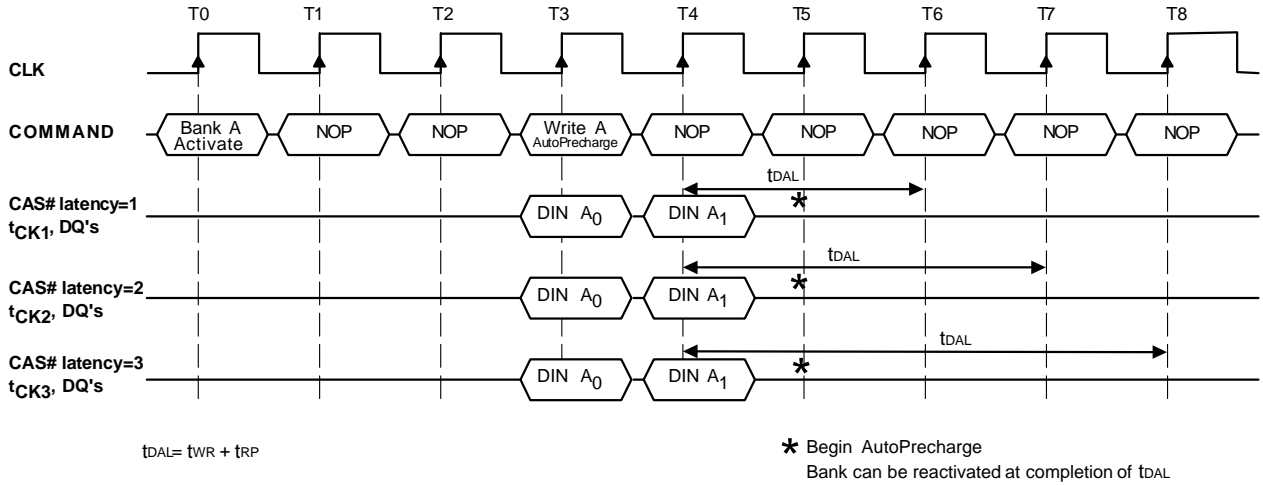 T0 T1 T2 T3 T4 T5 T6 T7 T8
CLK
COMMAND
Bank A
Activate
NOP
NOP
Write A
AutoPrecharge
NOP
NOP
NOP
NOP
NOP
tDAL
CAS# latency=1
tCK1, DQ's
DIN A0
DIN A1
*
tDAL
CAS# latency=2
tCK2, DQ's
DIN A0
DIN A1
*
tDAL
CAS# latency=3
tCK3, DQ's
DIN A0
DIN A1
*
tDAL= tWR + tRP
* Begin AutoPrecharge
Bank can be reactivated at completion of tDAL